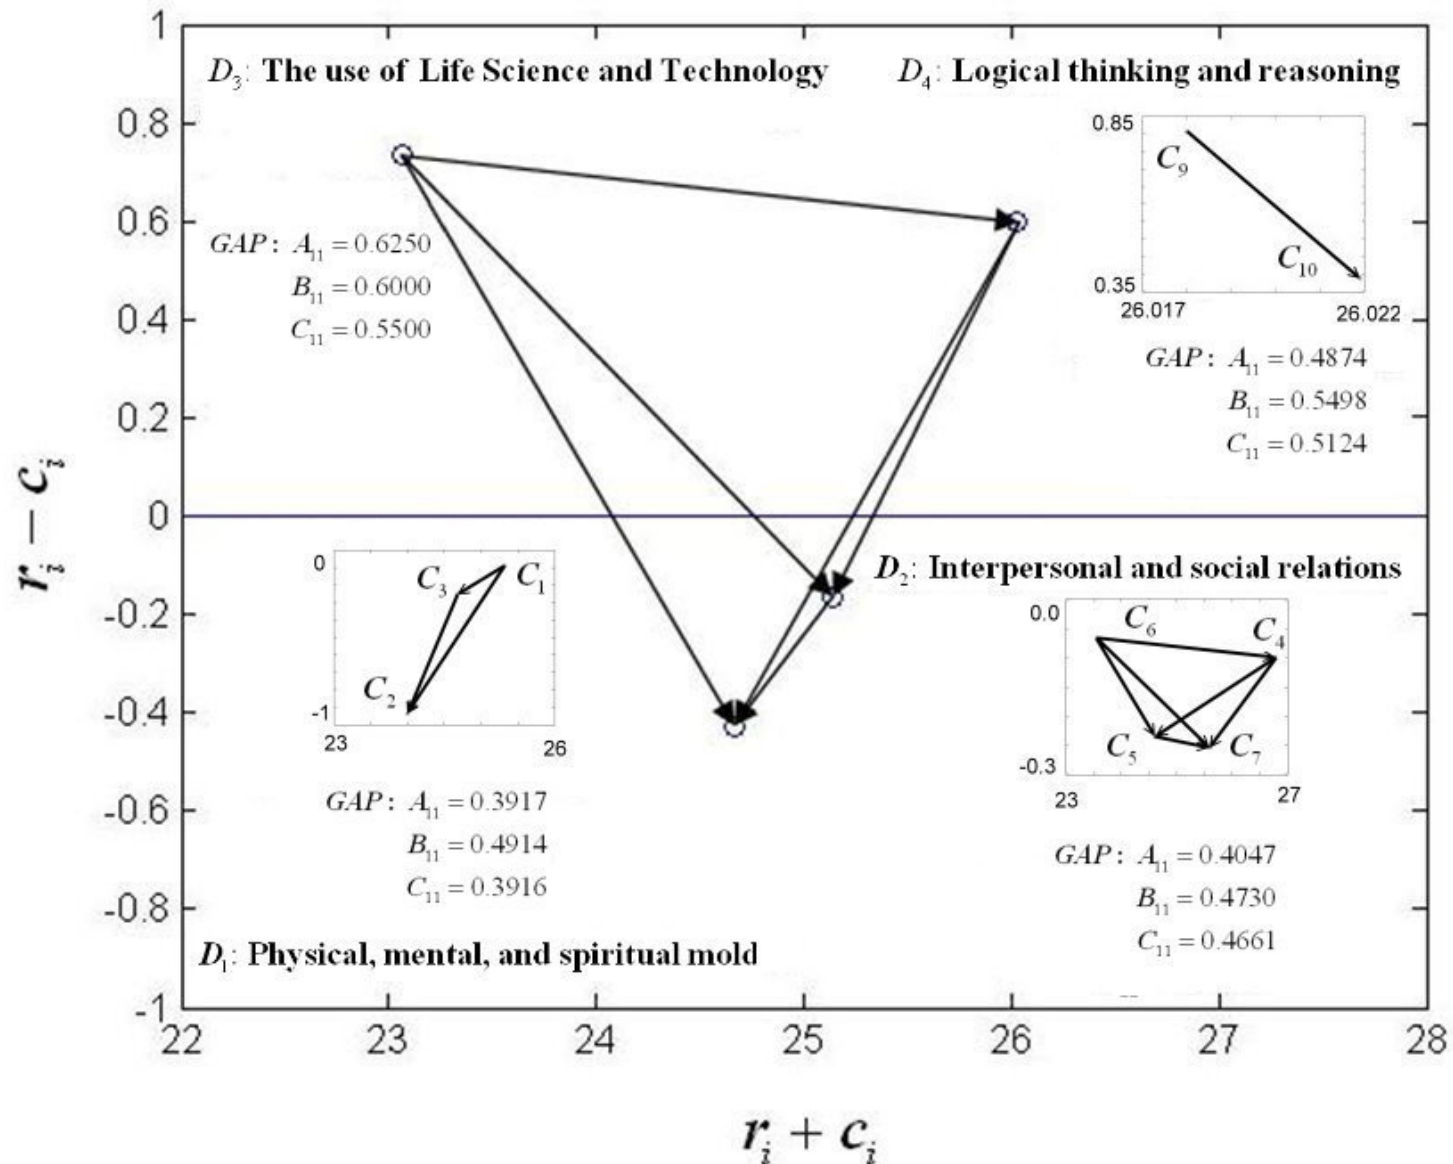 1
D₃: The use of Life Science and Technology
D₄: Logical thinking and reasoning
0.8
0.85
C₉
C₁₀
0.35
26.017
26.022
0.6
GAP: A₁₁ = 0.6250
B₁₁ = 0.6000
C₁₁ = 0.5500
GAP: A₁₁ = 0.4874
B₁₁ = 0.5498
C₁₁ = 0.5124
0.4
0.2
rᵢ − cᵢ
0
0
C₃
C₁
C₂
-1
23
26
D₂: Interpersonal and social relations
0.0
C₆
C₄
C₅
C₇
-0.3
23
27
-0.2
-0.4
-0.6
GAP: A₁₁ = 0.3917
B₁₁ = 0.4914
C₁₁ = 0.3916
GAP: A₁₁ = 0.4047
B₁₁ = 0.4730
C₁₁ = 0.4661
-0.8
D₁: Physical, mental, and spiritual mold
-1
22
23
24
25
26
27
28
rᵢ + cᵢ